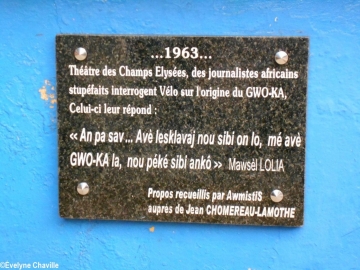 ...1963...
Théâtre des Champs Elysées, des journalistes africains
stupéfaits interrogent Vélo sur l'origine du GWO-KA,
Celui-ci leur répond :
« An pa sav... Avè lesklavaj nou sibi on lo, mé avè
GWO-KA la, nou péké sibi ankò » Mawsèl LOLIA
Propos recueillis par AwmistiS
auprès de Jean CHOMEREAU-LAMOTHE
©Evelyne Chaville